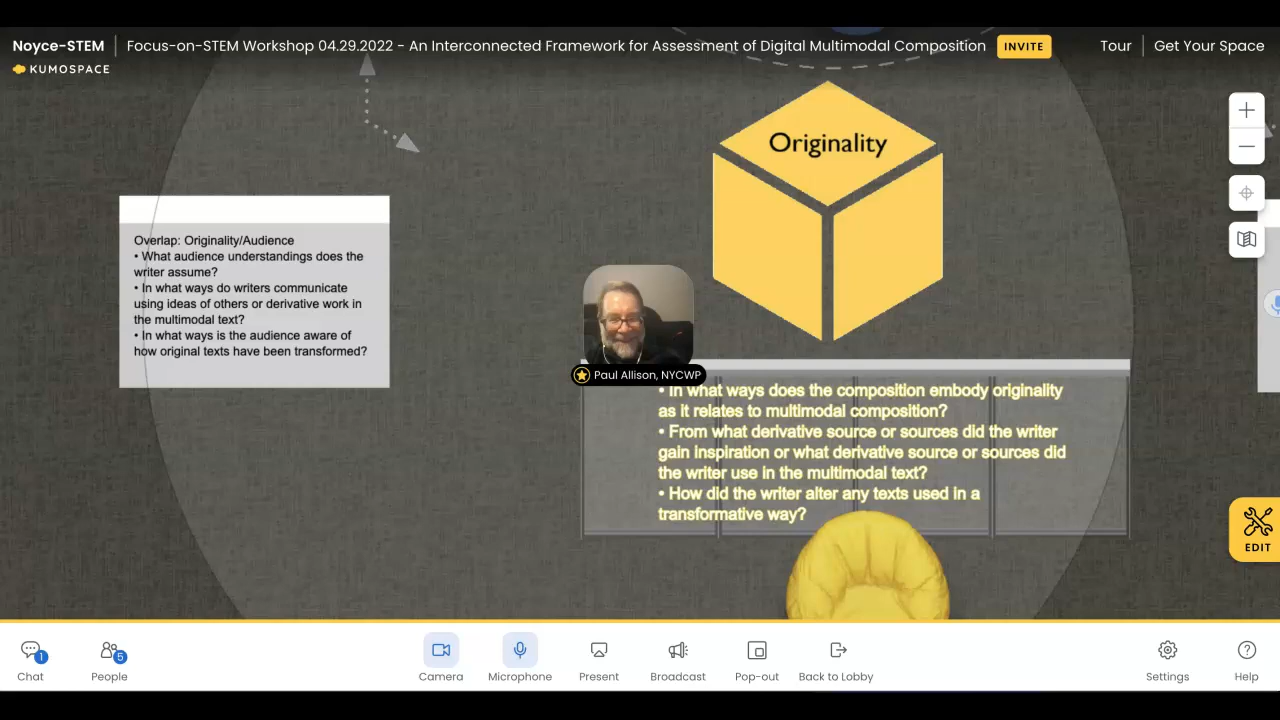 Noyce-STEM
Focus-on-STEM Workshop 04.29.2022 - An Interconnected Framework for Assessment of Digital Multimodal Composition
INVITE
Tour
Get Your Space
KUMOSPACE
Originality
Overlap: Originality/Audience
• What audience understandings does the
writer assume?
• In what ways do writers communicate
using ideas of others or derivative work in
the multimodal text?
• In what ways is the audience aware of
how original texts have been transformed?
Paul Allison, NYCWP
• In what ways does the composition embody originality
as it relates to multimodal composition?
• From what derivative source or sources did the writer
gain inspiration or what derivative source or sources did
the writer use in the multimodal text?
• How did the writer alter any texts used in a
transformative way?
EDIT
1
Chat
5
People
Camera
Microphone
Present
Broadcast
Pop-out
Back to Lobby
Settings
Help